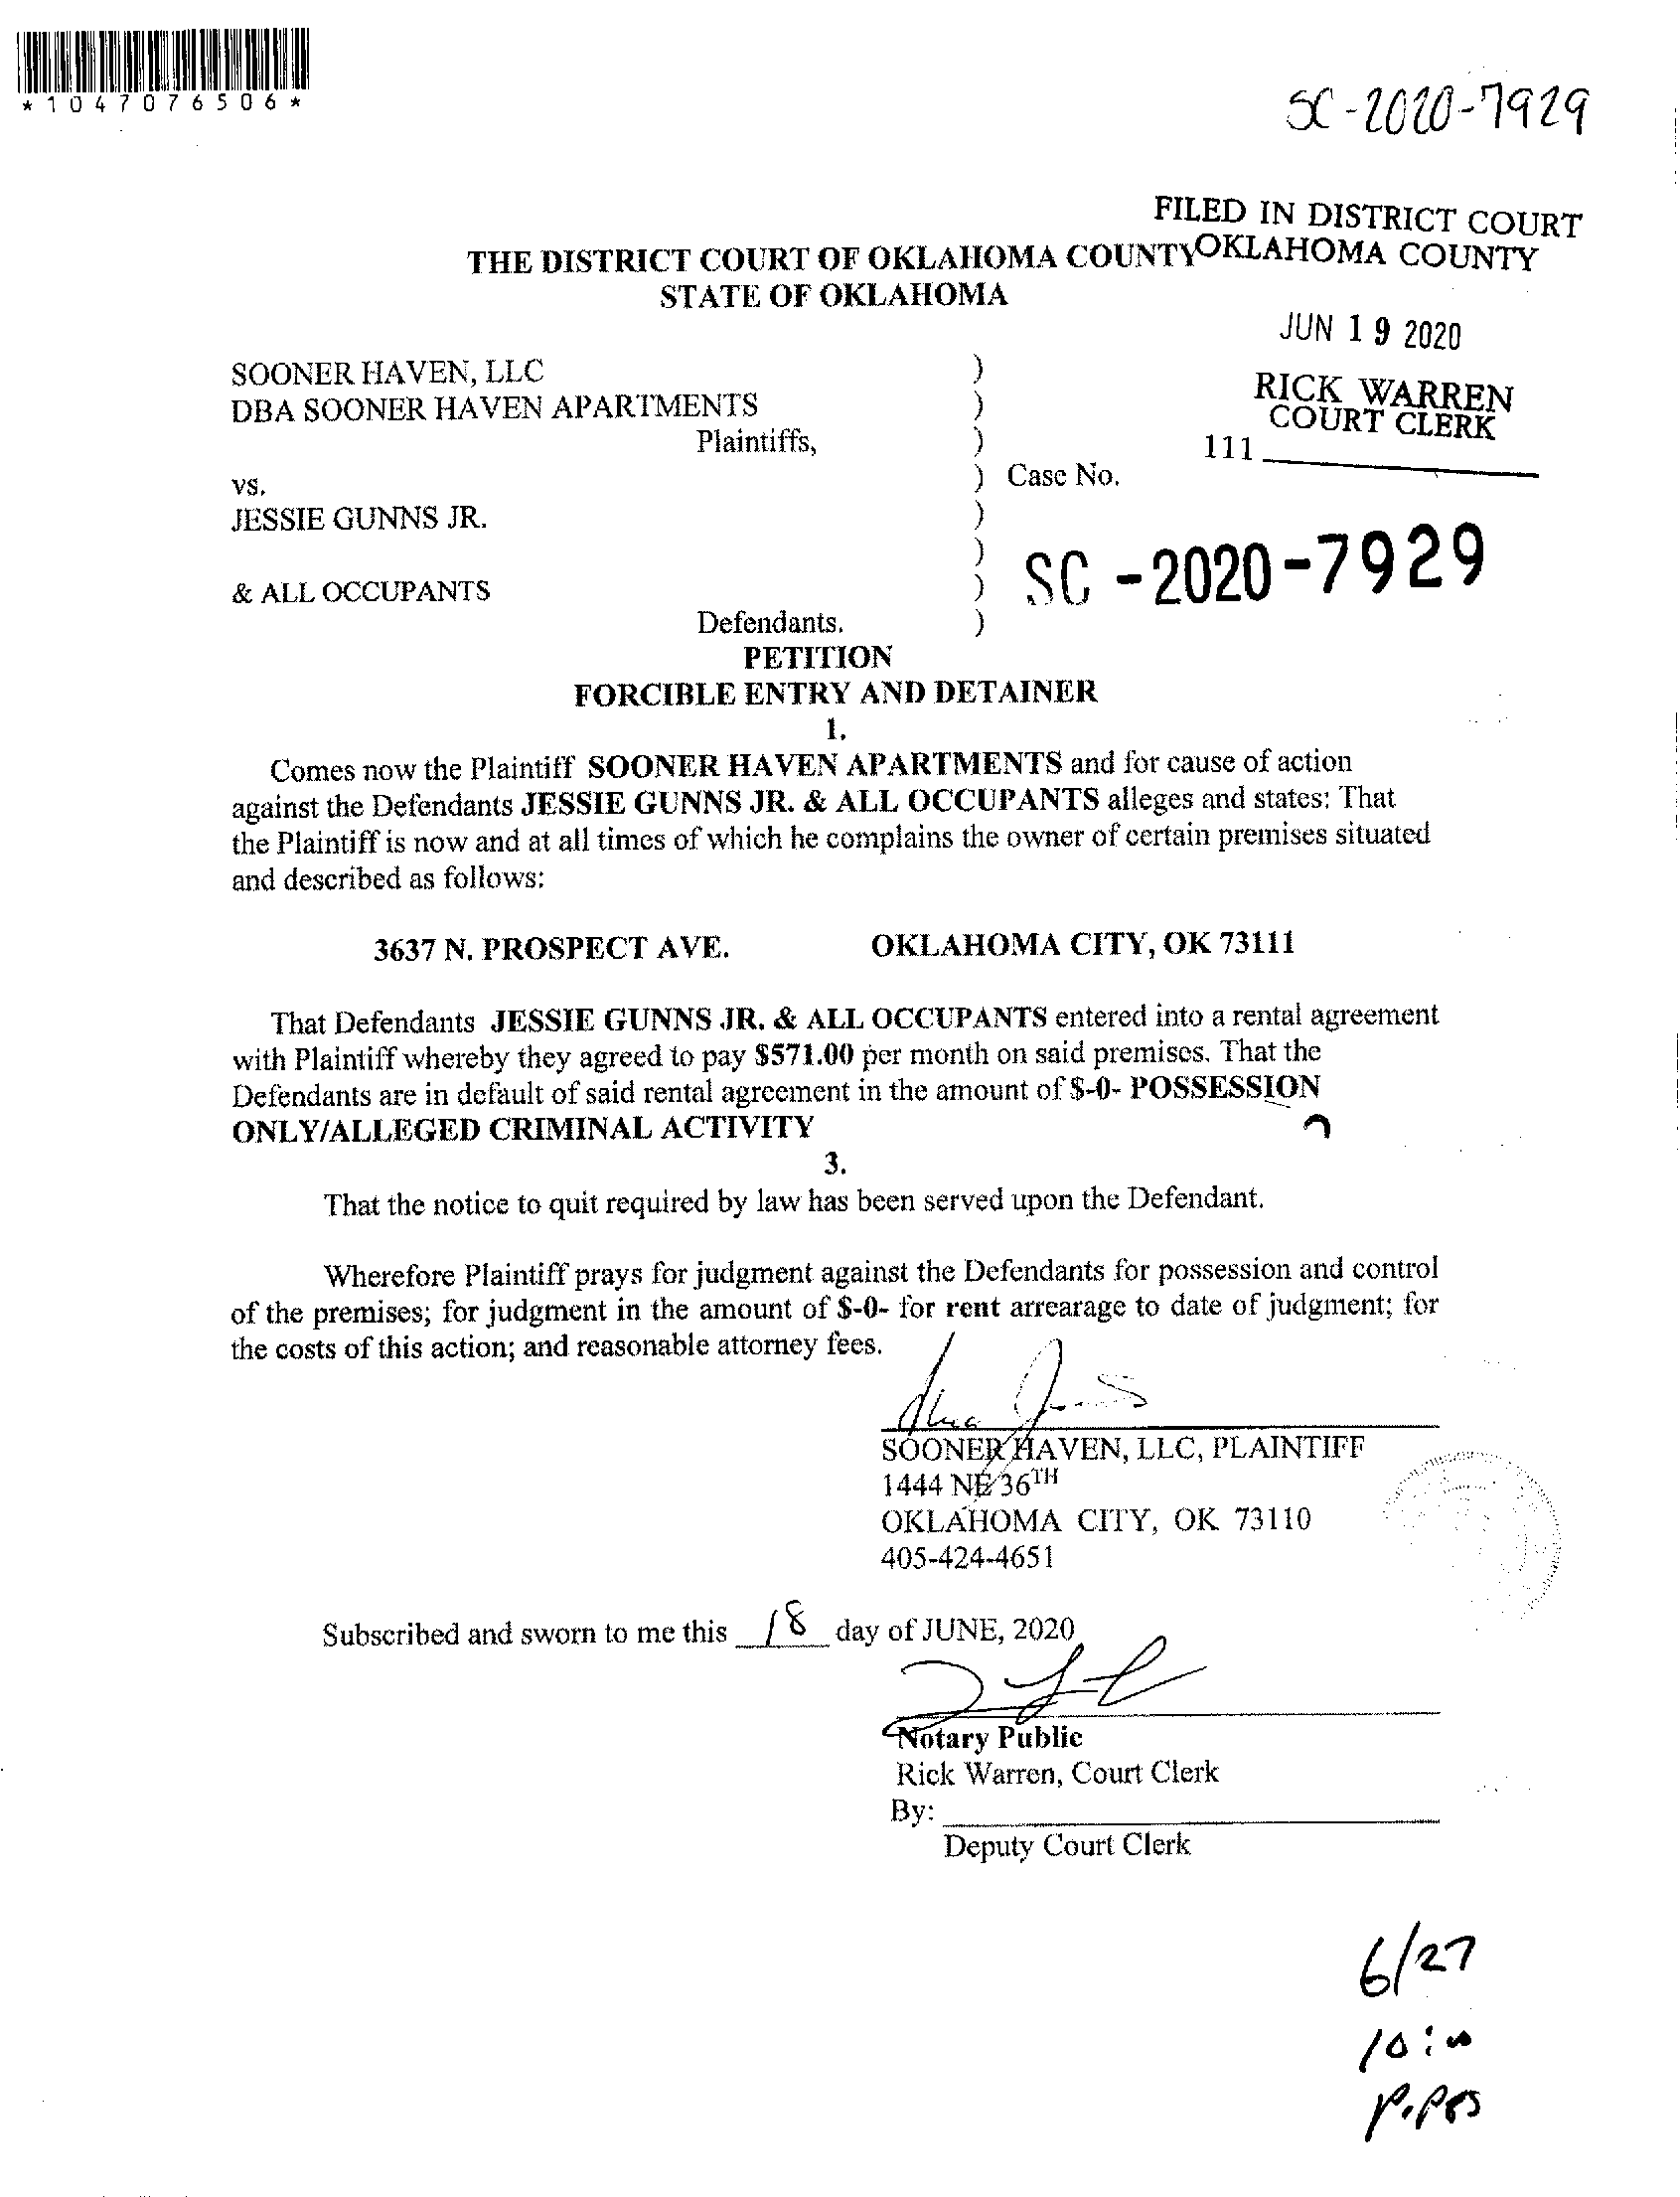 *1047076506*
SC-2020-7929
FILED IN DISTRICT COURT
OKLAHOMA COUNTY
THE DISTRICT COURT OF OKLAHOMA COUNTY
STATE OF OKLAHOMA
JUN 19 2020
RICK WARREN
COURT CLERK
111
SOONER HAVEN, LLC )
DBA SOONER HAVEN APARTMENTS )
Plaintiffs, )
) Case No.
vs.
JESSIE GUNNS JR. )
)
SC-2020-7929
& ALL OCCUPANTS )
Defendants. )
PETITION
FORCIBLE ENTRY AND DETAINER
1.
Comes now the Plaintiff SOONER HAVEN APARTMENTS and for cause of action
against the Defendants JESSIE GUNNS JR. & ALL OCCUPANTS alleges and states: That
the Plaintiff is now and at all times of which he complains the owner of certain premises situated
and described as follows:
3637 N. PROSPECT AVE. OKLAHOMA CITY, OK 73111
That Defendants JESSIE GUNNS JR. & ALL OCCUPANTS entered into a rental agreement
with Plaintiff whereby they agreed to pay $571.00 per month on said premises. That the
Defendants are in default of said rental agreement in the amount of $-0- POSSESSION
ONLY/ALLEGED CRIMINAL ACTIVITY
3.
That the notice to quit required by law has been served upon the Defendant.
Wherefore Plaintiff prays for judgment against the Defendants for possession and control
of the premises; for judgment in the amount of $-0- for rent arrearage to date of judgment; for
the costs of this action; and reasonable attorney fees.
SOONER HAVEN, LLC, PLAINTIFF
1444 NE 36TH
OKLAHOMA CITY, OK 73110
405-424-4651
Subscribed and sworn to me this 18 day of JUNE, 2020
Notary Public
Rick Warren, Court Clerk
By:
Deputy Court Clerk
6/27
10:00